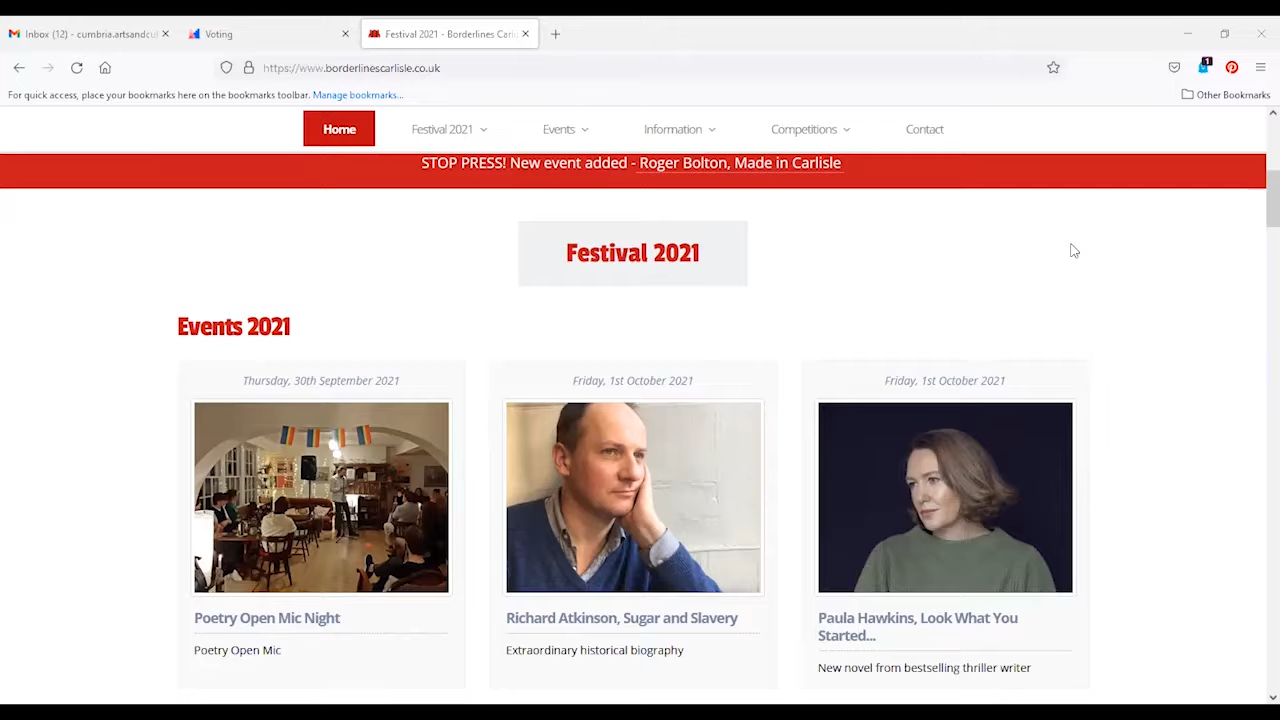 Inbox (12) - cumbria.artsandcul
Voting
Festival 2021 - Borderlines Carli
https://www.borderlinescarlisle.co.uk
1
For quick access, place your bookmarks here on the bookmarks toolbar. Manage bookmarks...
Other Bookmarks
Home
Festival 2021
Events
Information
Competitions
Contact
STOP PRESS! New event added - Roger Bolton, Made in Carlisle
Festival 2021
Events 2021
Thursday, 30th September 2021
Friday, 1st October 2021
Friday, 1st October 2021
Poetry Open Mic Night
Richard Atkinson, Sugar and Slavery
Paula Hawkins, Look What You
Started...
Poetry Open Mic
Extraordinary historical biography
New novel from bestselling thriller writer